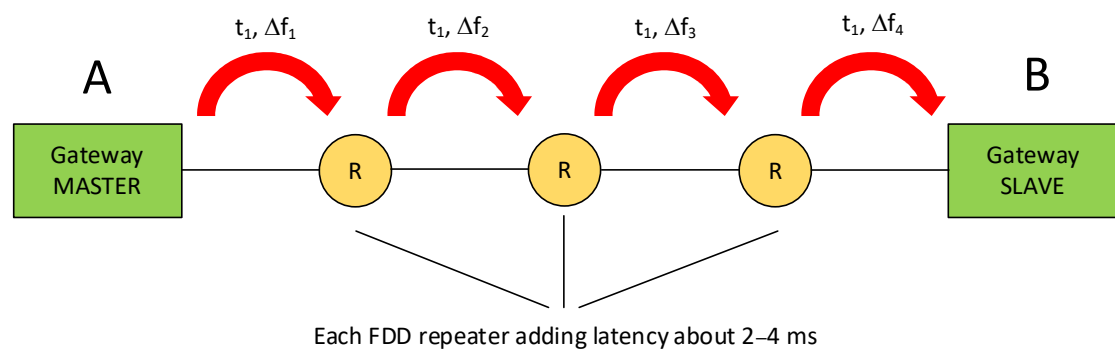 t₁, Δf₁
t₁, Δf₂
t₁, Δf₃
t₁, Δf₄
A
B
Gateway
MASTER
R
R
R
Gateway
SLAVE
Each FDD repeater adding latency about 2–4 ms